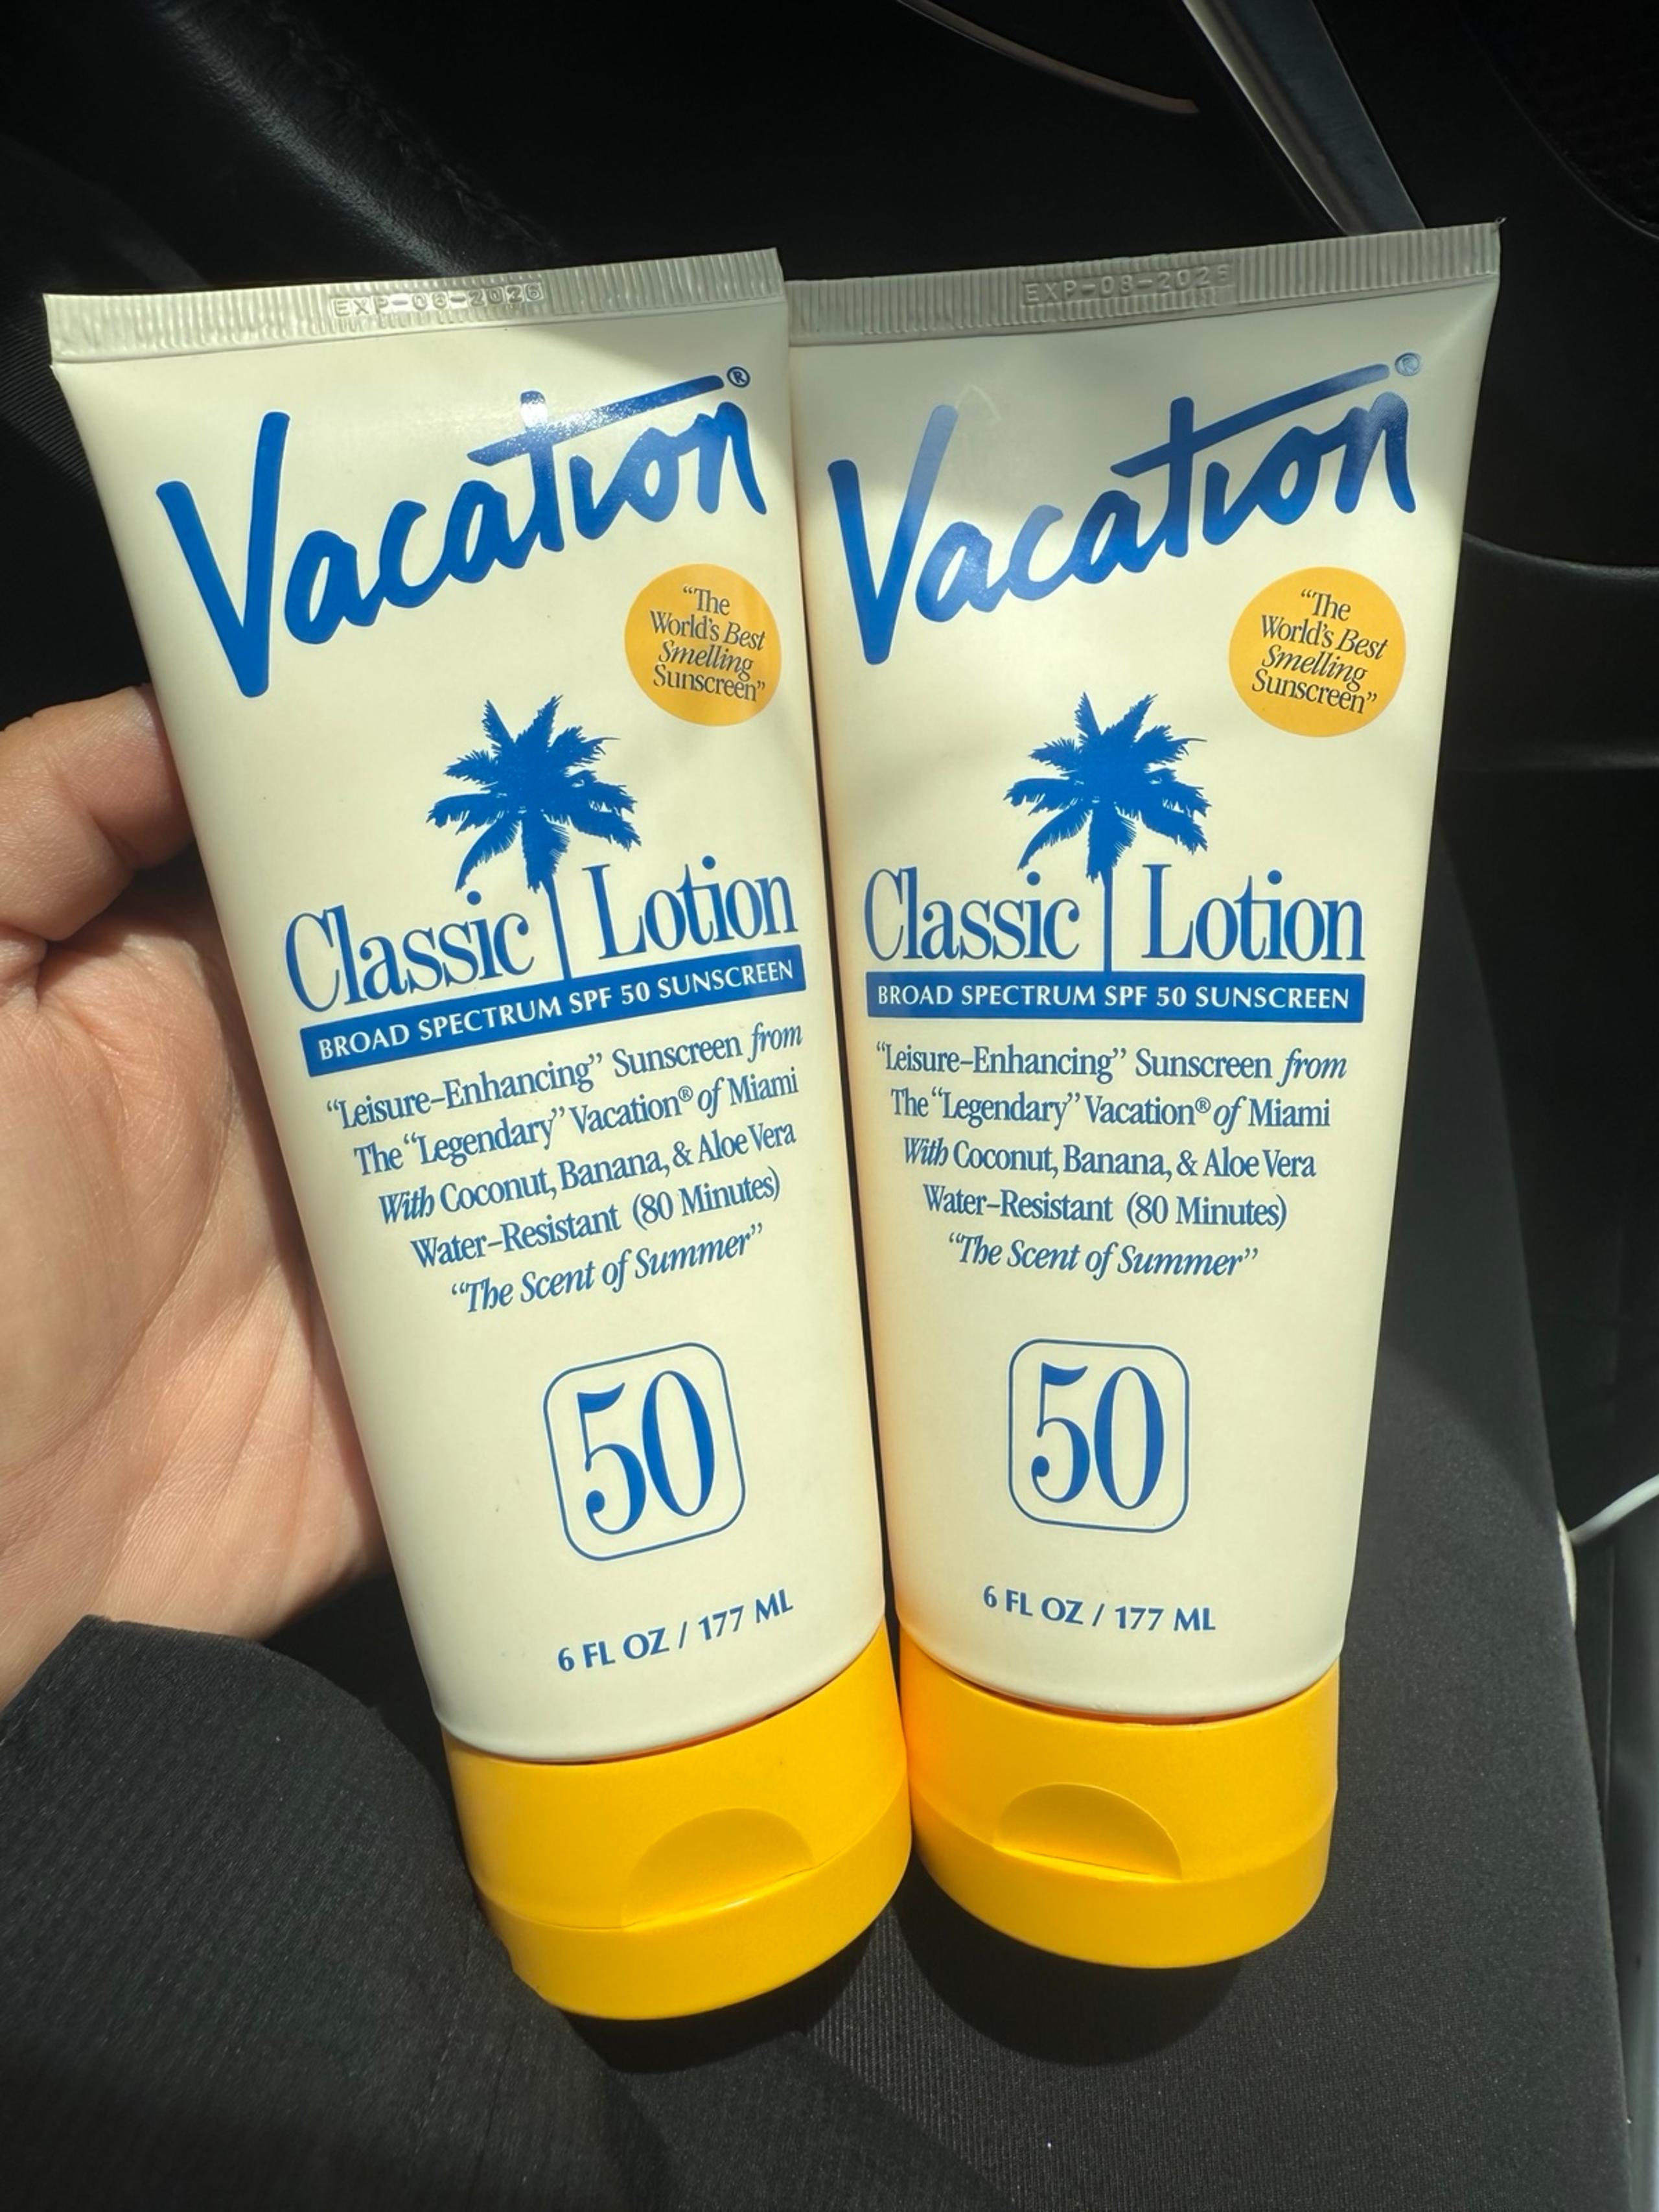 EXP-08-2026
Vacation®
"The
World's Best
Smelling
Sunscreen"
Classic Lotion
BROAD SPECTRUM SPF 50 SUNSCREEN
"Leisure-Enhancing" Sunscreen from
The "Legendary" Vacation® of Miami
With Coconut, Banana, & Aloe Vera
Water-Resistant (80 Minutes)
"The Scent of Summer"
50
6 FL OZ / 177 ML
EXP-08-2026
Vacation®
"The
World's Best
Smelling
Sunscreen"
Classic Lotion
BROAD SPECTRUM SPF 50 SUNSCREEN
"Leisure-Enhancing" Sunscreen from
The "Legendary" Vacation® of Miami
With Coconut, Banana, & Aloe Vera
Water-Resistant (80 Minutes)
"The Scent of Summer"
50
6 FL OZ / 177 ML